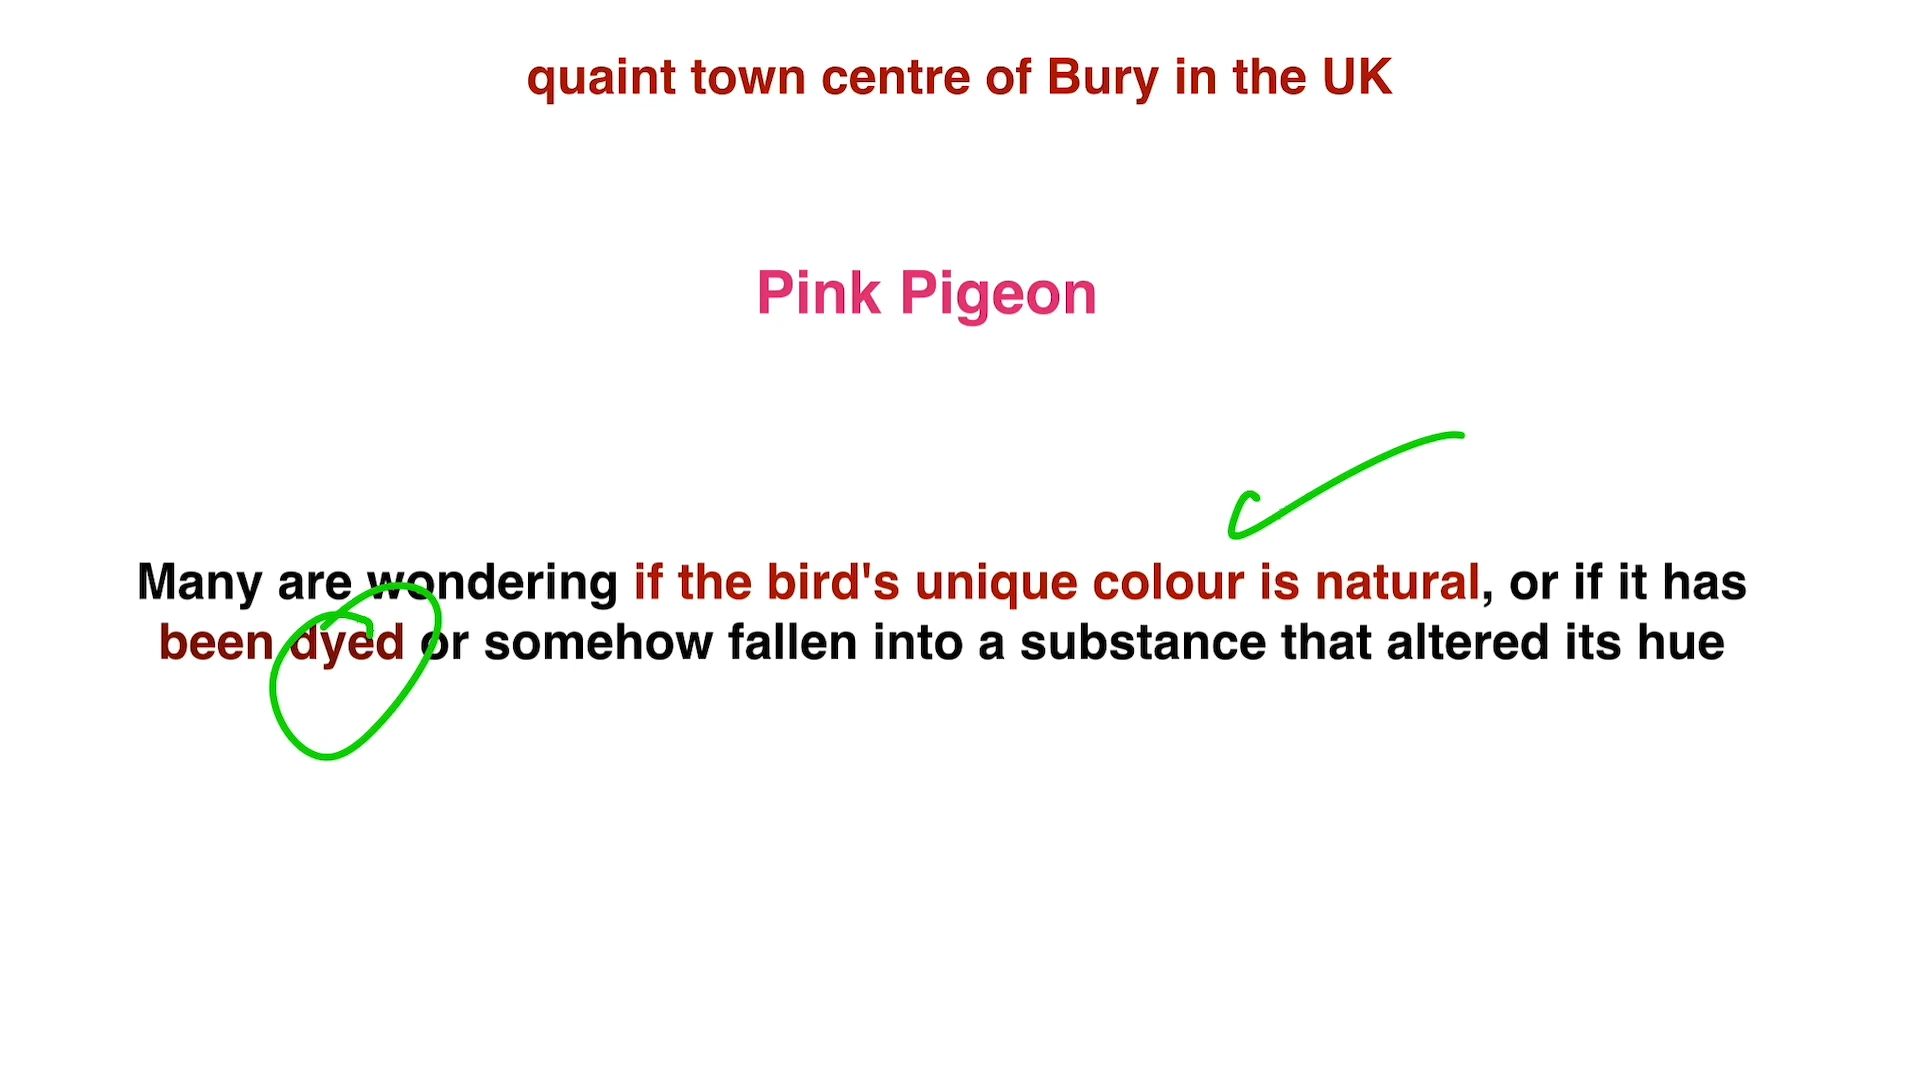 quaint town centre of Bury in the UK
Pink Pigeon
Many are wondering if the bird's unique colour is natural, or if it has
been dyed or somehow fallen into a substance that altered its hue